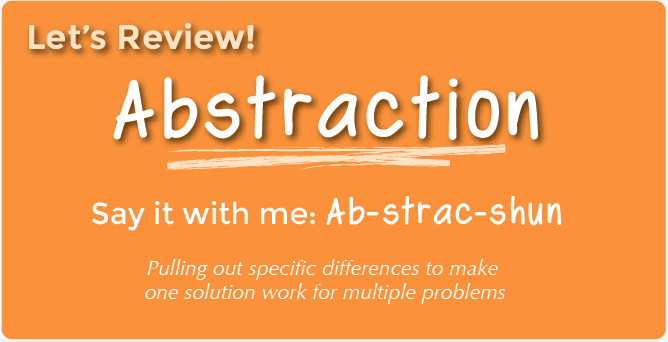 Let's Review!
Abstraction
Say it with me: Ab-strac-shun
Pulling out specific differences to make
one solution work for multiple problems